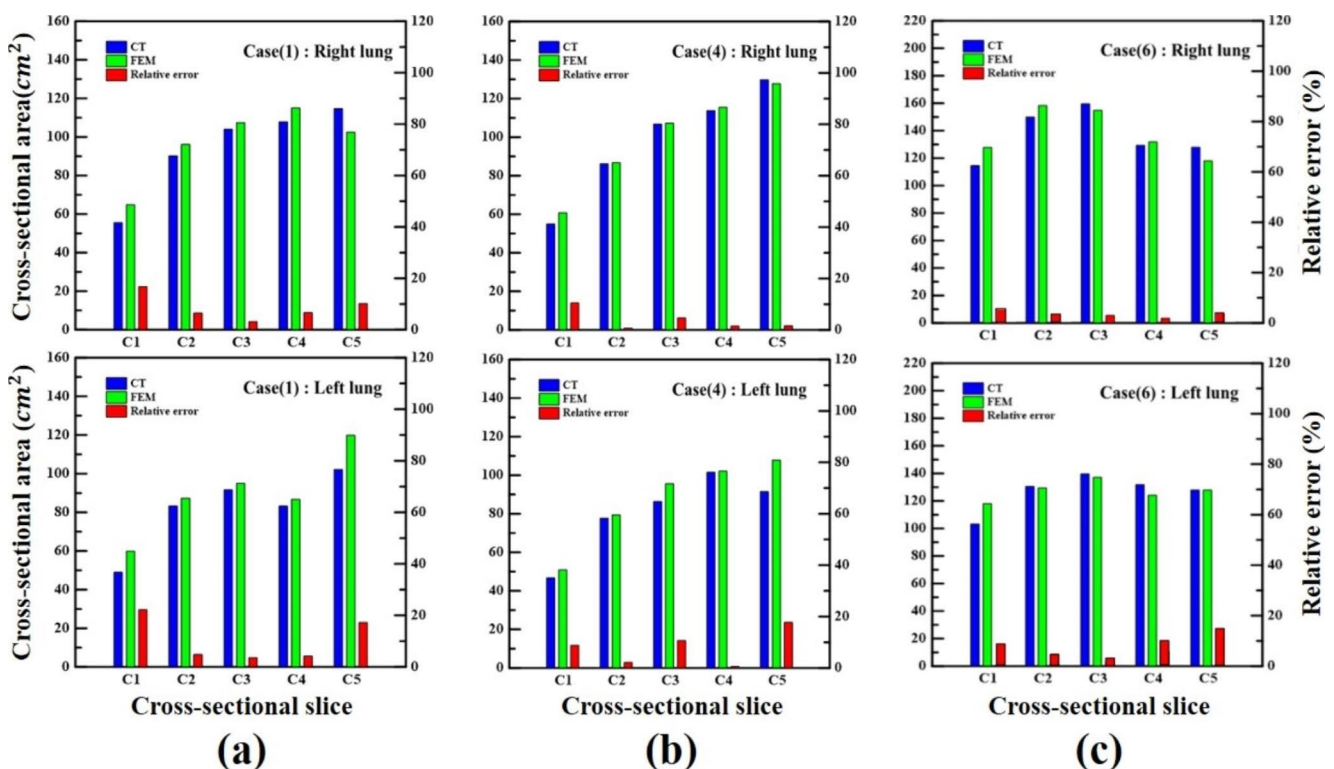 Cross-sectional area(cm²)
160
140
120
100
80
60
40
20
0
CT
FEM
Relative error
Case(1) : Right lung
120
100
80
60
40
20
0
C1 C2 C3 C4 C5
160
140
120
100
80
60
40
20
0
CT
FEM
Relative error
Case(4) : Right lung
120
100
80
60
40
20
0
C1 C2 C3 C4 C5
220
200
180
160
140
120
100
80
60
40
20
0
CT
FEM
Relative error
Case(6) : Right lung
120
100
80
60
40
20
0
C1 C2 C3 C4 C5
Relative error (%)
Cross-sectional area (cm²)
160
140
120
100
80
60
40
20
0
CT
FEM
Relative error
Case(1) : Left lung
120
100
80
60
40
20
0
C1 C2 C3 C4 C5
160
140
120
100
80
60
40
20
0
CT
FEM
Relative error
Case(4) : Left lung
120
100
80
60
40
20
0
C1 C2 C3 C4 C5
220
200
180
160
140
120
100
80
60
40
20
0
CT
FEM
Relative error
Case(6) : Left lung
120
100
80
60
40
20
0
C1 C2 C3 C4 C5
Relative error (%)
Cross-sectional slice
Cross-sectional slice
Cross-sectional slice
(a)
(b)
(c)